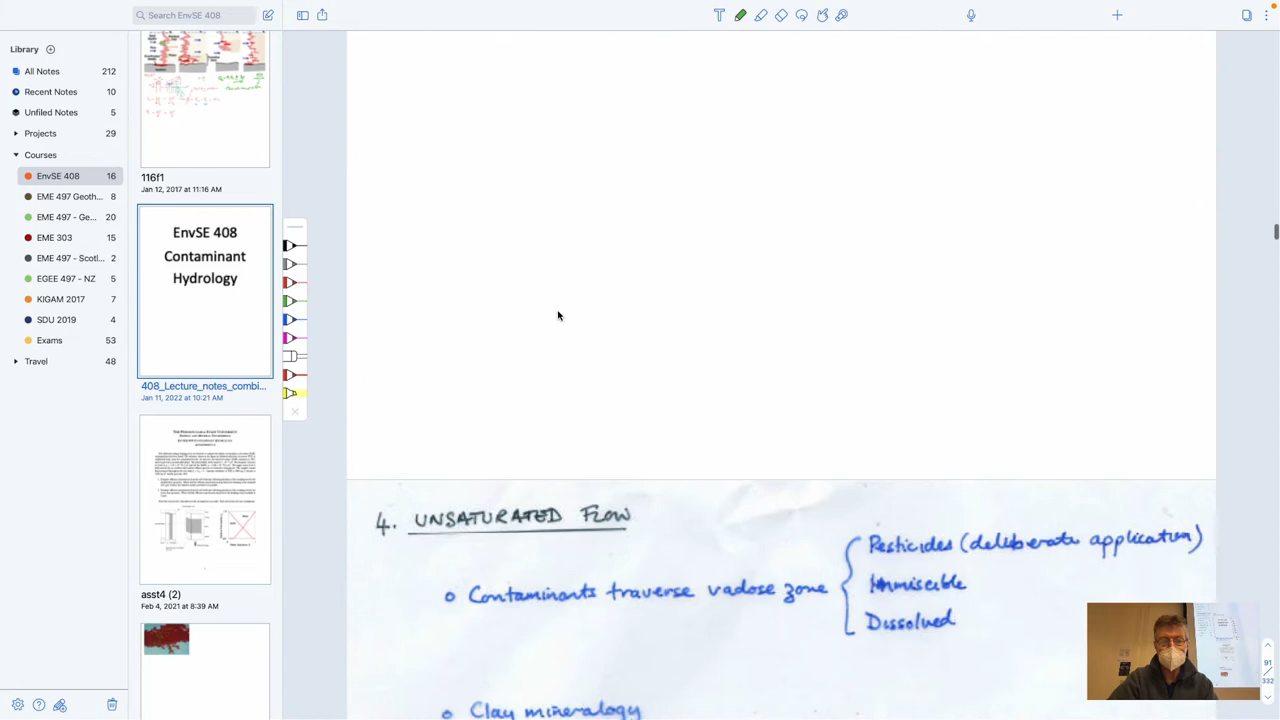 Search EnvSE 408
Library
All Notes 212
Recent Notes 10
Unfiled Notes 5
Projects 29
Courses
EnvSE 408 16
EME 497 Geoth... 8
EME 497 - Ge... 20
EME 303 15
EME 497 - Scotl... 2
EGEE 497 - NZ 5
KIGAM 2017 7
SDU 2019 4
Exams 53
Travel 48
116f1
Jan 12, 2017 at 11:16 AM
EnvSE 408
Contaminant
Hydrology
408_Lecture_notes_combi...
Jan 11, 2022 at 10:21 AM
asst4 (2)
Feb 4, 2021 at 8:39 AM
4. UNSATURATED FLOW
Contaminants traverse vadose zone
Pesticides (deliberate application)
Immiscible
Dissolved
Clay mineralogy
91
332